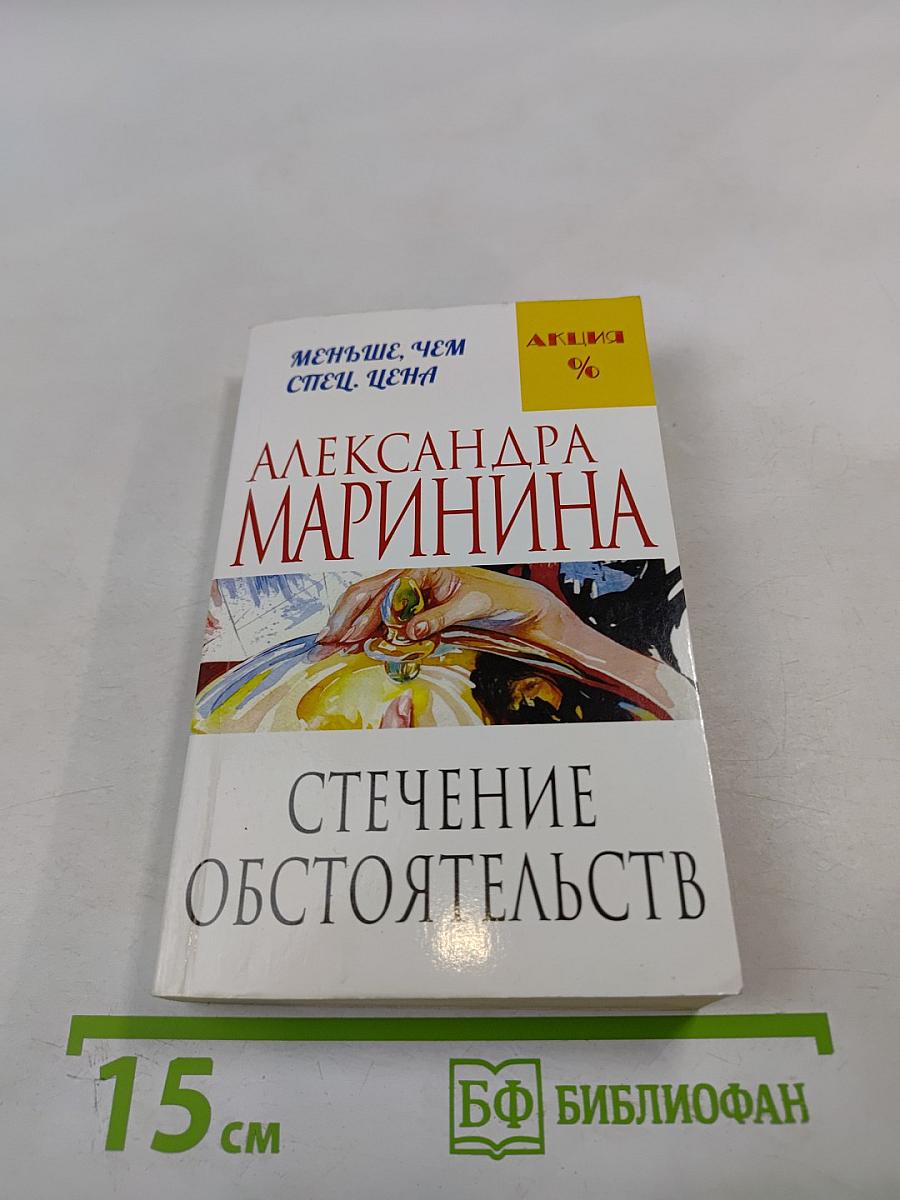 МЕНЬШЕ, ЧЕМ
СПЕЦ. ЦЕНА
АКЦИЯ
%
АЛЕКСАНДРА
МАРИНИНА
СТЕЧЕНИЕ
ОБСТОЯТЕЛЬСТВ
15 см
БФ БИБЛИОФАН